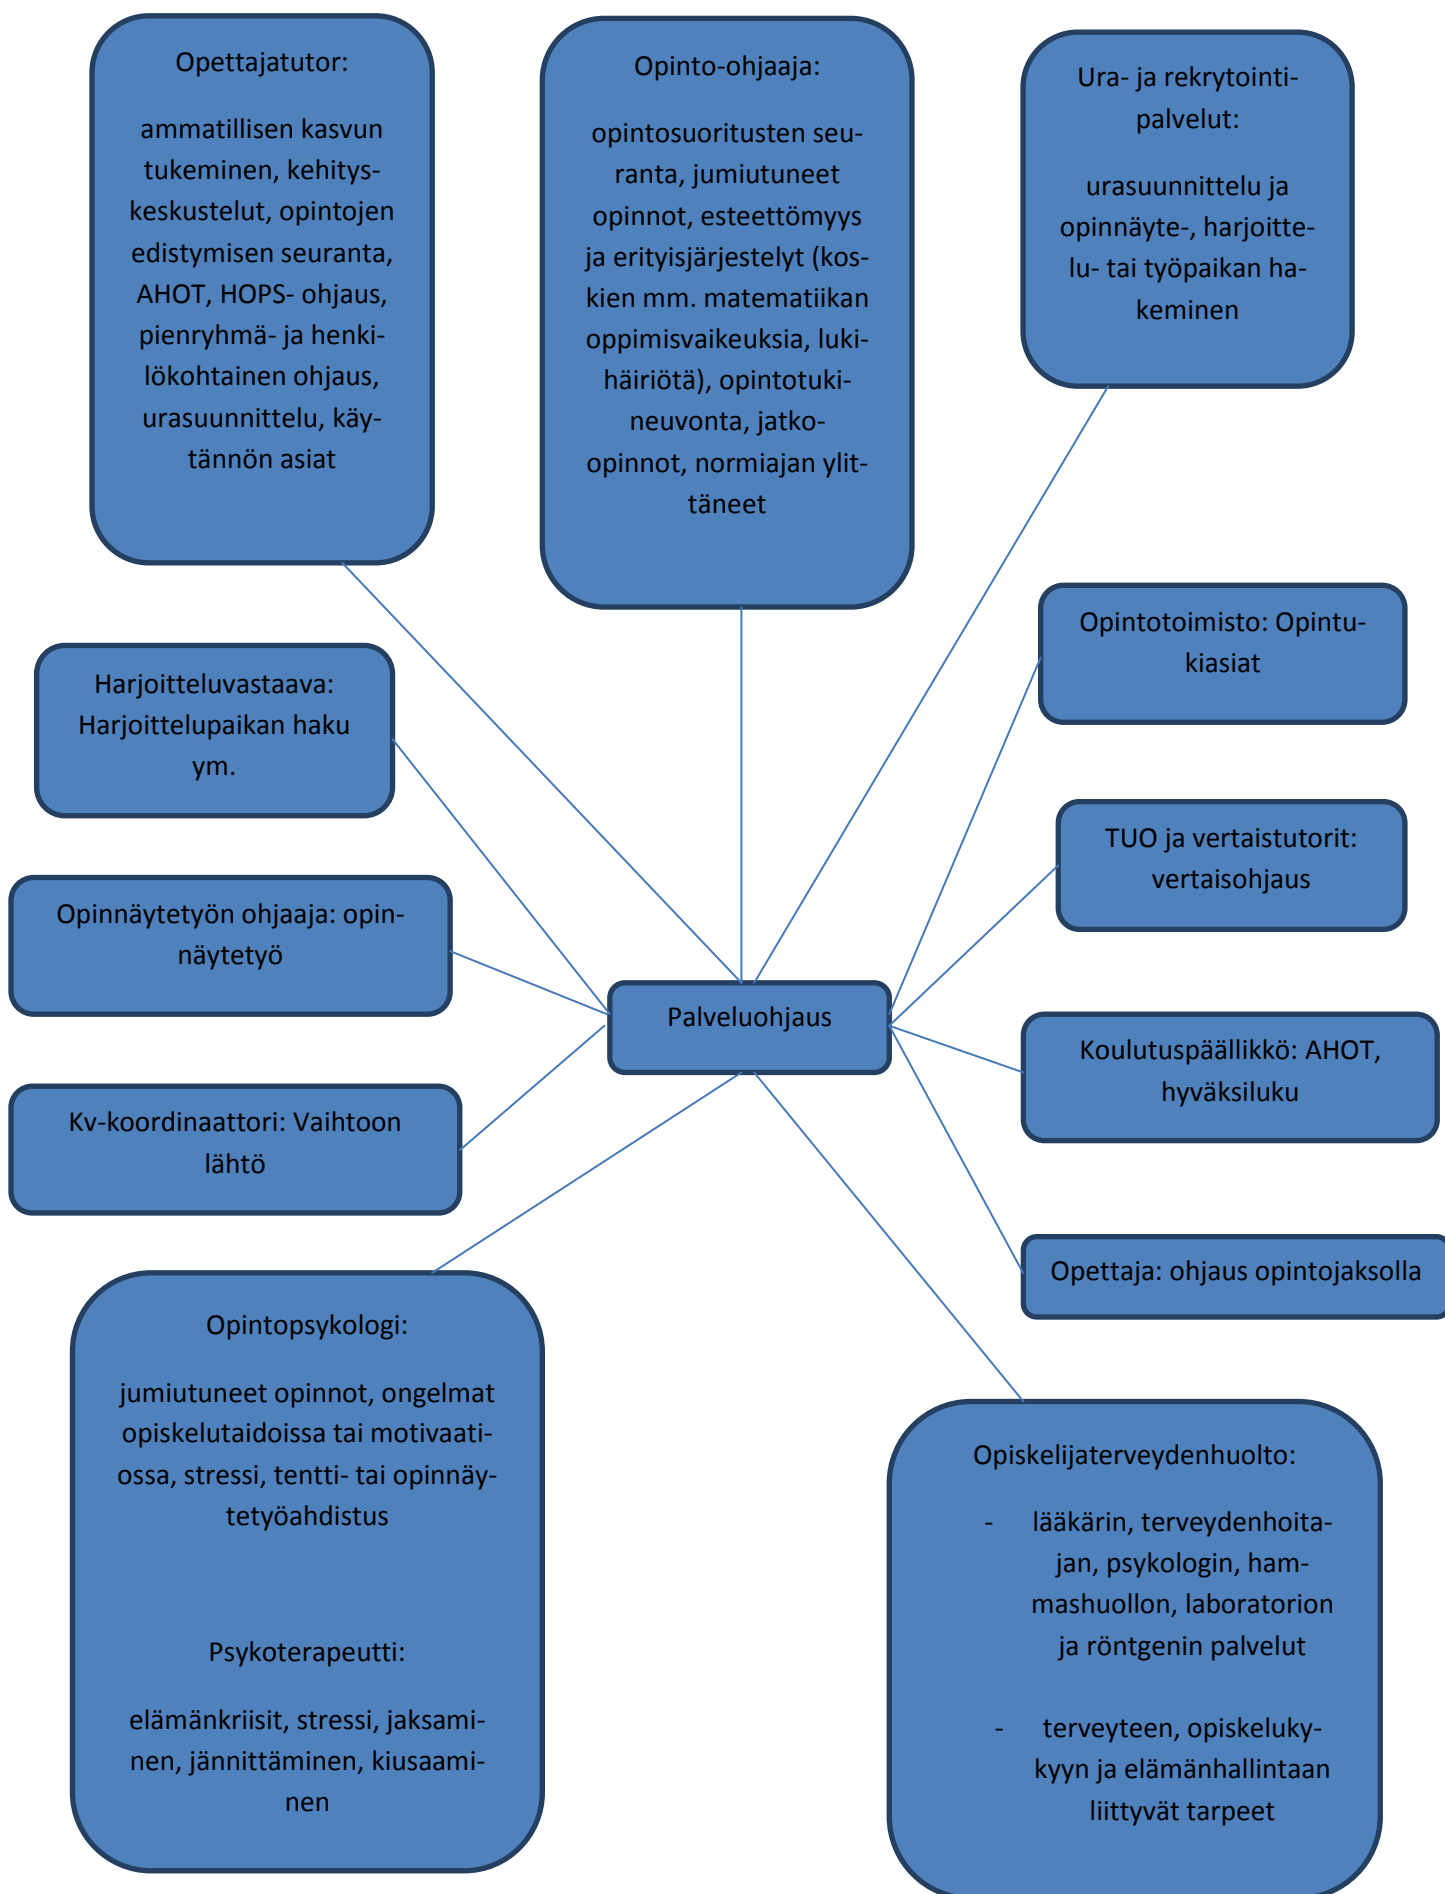 Opettajatutor:
ammatillisen kasvun
tukeminen, kehitys-
keskustelut, opintojen
edistymisen seuranta,
AHOT, HOPS- ohjaus,
pienryhmä- ja henki-
lökohtainen ohjaus,
urasuunnittelu, käy-
tännön asiat
Opinto-ohjaaja:
opintosuoritusten seu-
ranta, jumiutuneet
opinnot, esteettömyys
ja erityisjärjestelyt (kos-
kien mm. matematiikan
oppimisvaikeuksia, luki-
häiriötä), opintotuki-
neuvonta, jatko-
opinnot, normiajan ylit-
täneet
Ura- ja rekrytointi-
palvelut:
urasuunnittelu ja
opinnäyte-, harjoitte-
lu- tai työpaikan ha-
keminen
Harjoitteluvastaava:
Harjoittelupaikan haku
ym.
Opintotoimisto: Opintu-
kiasiat
TUO ja vertaistutorit:
vertaisohjaus
Opinnäytetyön ohjaaja: opin-
näytetyö
Palveluohjaus
Koulutuspäällikkö: AHOT,
hyväksiluku
Kv-koordinaattori: Vaihtoon
lähtö
Opettaja: ohjaus opintojaksolla
Opintopsykologi:
jumiutuneet opinnot, ongelmat
opiskelutaidoissa tai motivaati-
ossa, stressi, tentti- tai opinnäy-
tetyöahdistus
Psykoterapeutti:
elämänkriisit, stressi, jaksami-
nen, jännittäminen, kiusaami-
nen
Opiskelijaterveydenhuolto:
- lääkärin, terveydenhoita-
jan, psykologin, ham-
mashuollon, laboratorion
ja röntgenin palvelut
- terveyteen, opiskeluky-
kyyn ja elämänhallintaan
liittyvät tarpeet